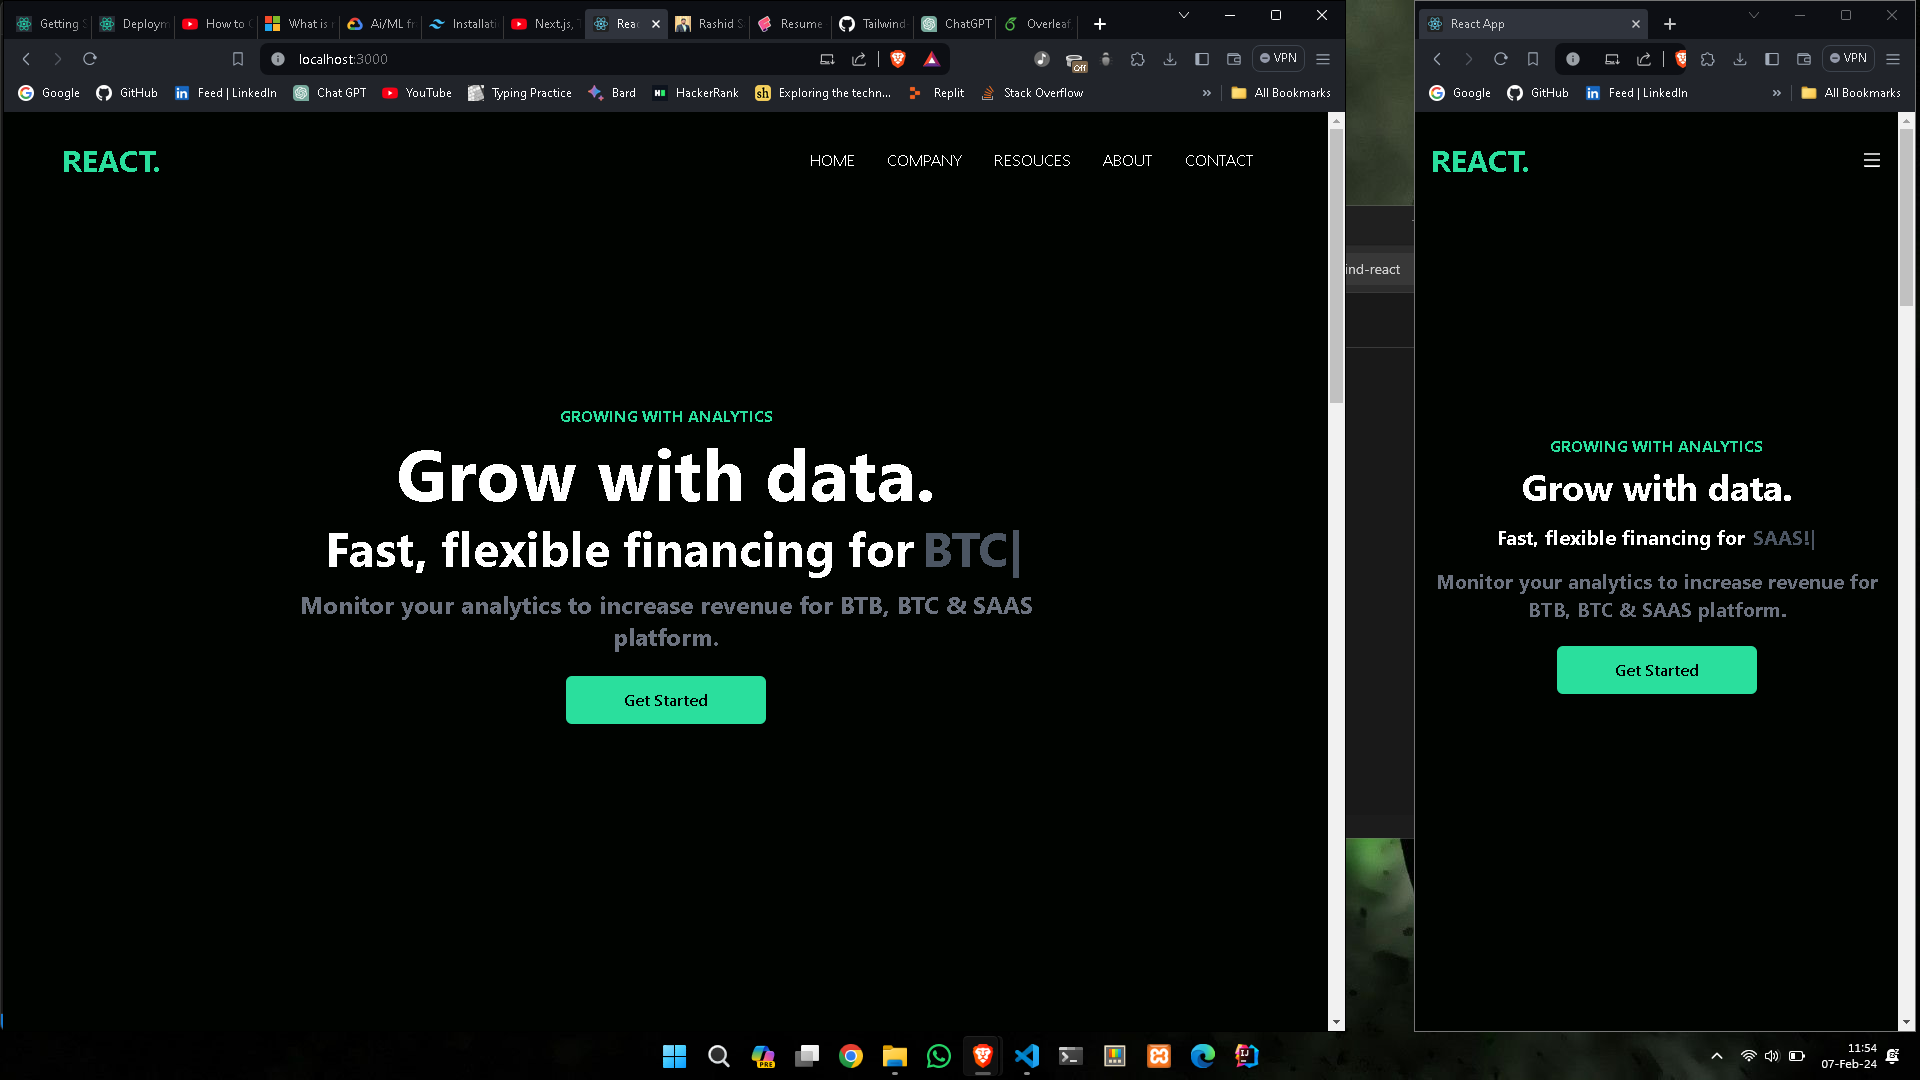 Getting S
Deploym
How to C
What is
Ai/ML fr
Installati
Next.js, T
Reac
Rashid S
Resume
Tailwind
ChatGPT
Overleaf
localhost:3000
Off
VPN
Google
GitHub
Feed | LinkedIn
Chat GPT
YouTube
Typing Practice
Bard
HackerRank
sh
Exploring the techn...
Replit
Stack Overflow
»
All Bookmarks
REACT.
HOME
COMPANY
RESOUCES
ABOUT
CONTACT
GROWING WITH ANALYTICS
Grow with data.
Fast, flexible financing for BTC|
Monitor your analytics to increase revenue for BTB, BTC & SAAS
platform.
Get Started
ind-react
React App
VPN
Google
GitHub
Feed | LinkedIn
»
All Bookmarks
REACT.
GROWING WITH ANALYTICS
Grow with data.
Fast, flexible financing for SAAS!|
Monitor your analytics to increase revenue for
BTB, BTC & SAAS platform.
Get Started
PRE
11:54
07-Feb-24